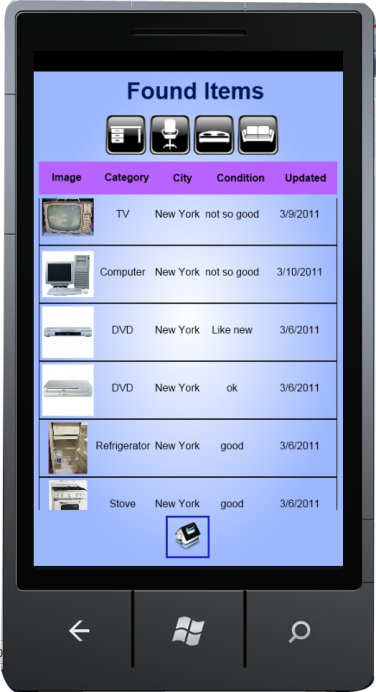 Found Items
Image Category City Condition Updated
TV New York not so good 3/9/2011
Computer New York not so good 3/10/2011
DVD New York Like new 3/6/2011
DVD New York ok 3/6/2011
Refrigerator New York good 3/6/2011
Stove New York good 3/6/2011